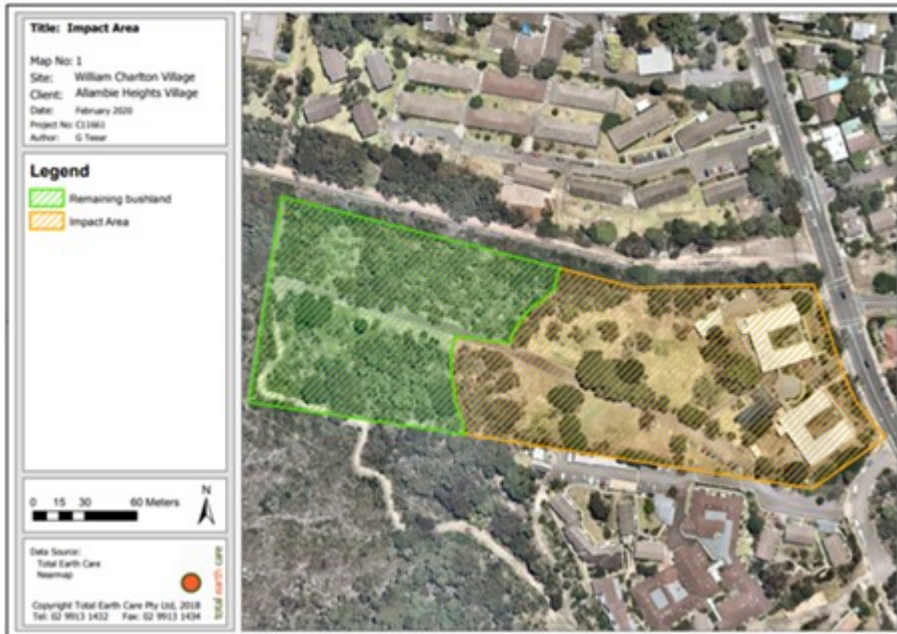 Title: Impact Area
Map No: 1
Site: William Charlton Village
Client: Allambie Heights Village
Date: February 2020
Project No: C11661
Author: G Tesar
Legend
Remaining bushland
Impact Area
0 15 30 60 Meters
N
Data Source:
Total Earth Care
Nearmap
total earth care
Copyright Total Earth Care Pty Ltd, 2018
Tel: 02 9913 1432 Fax: 02 9913 1434